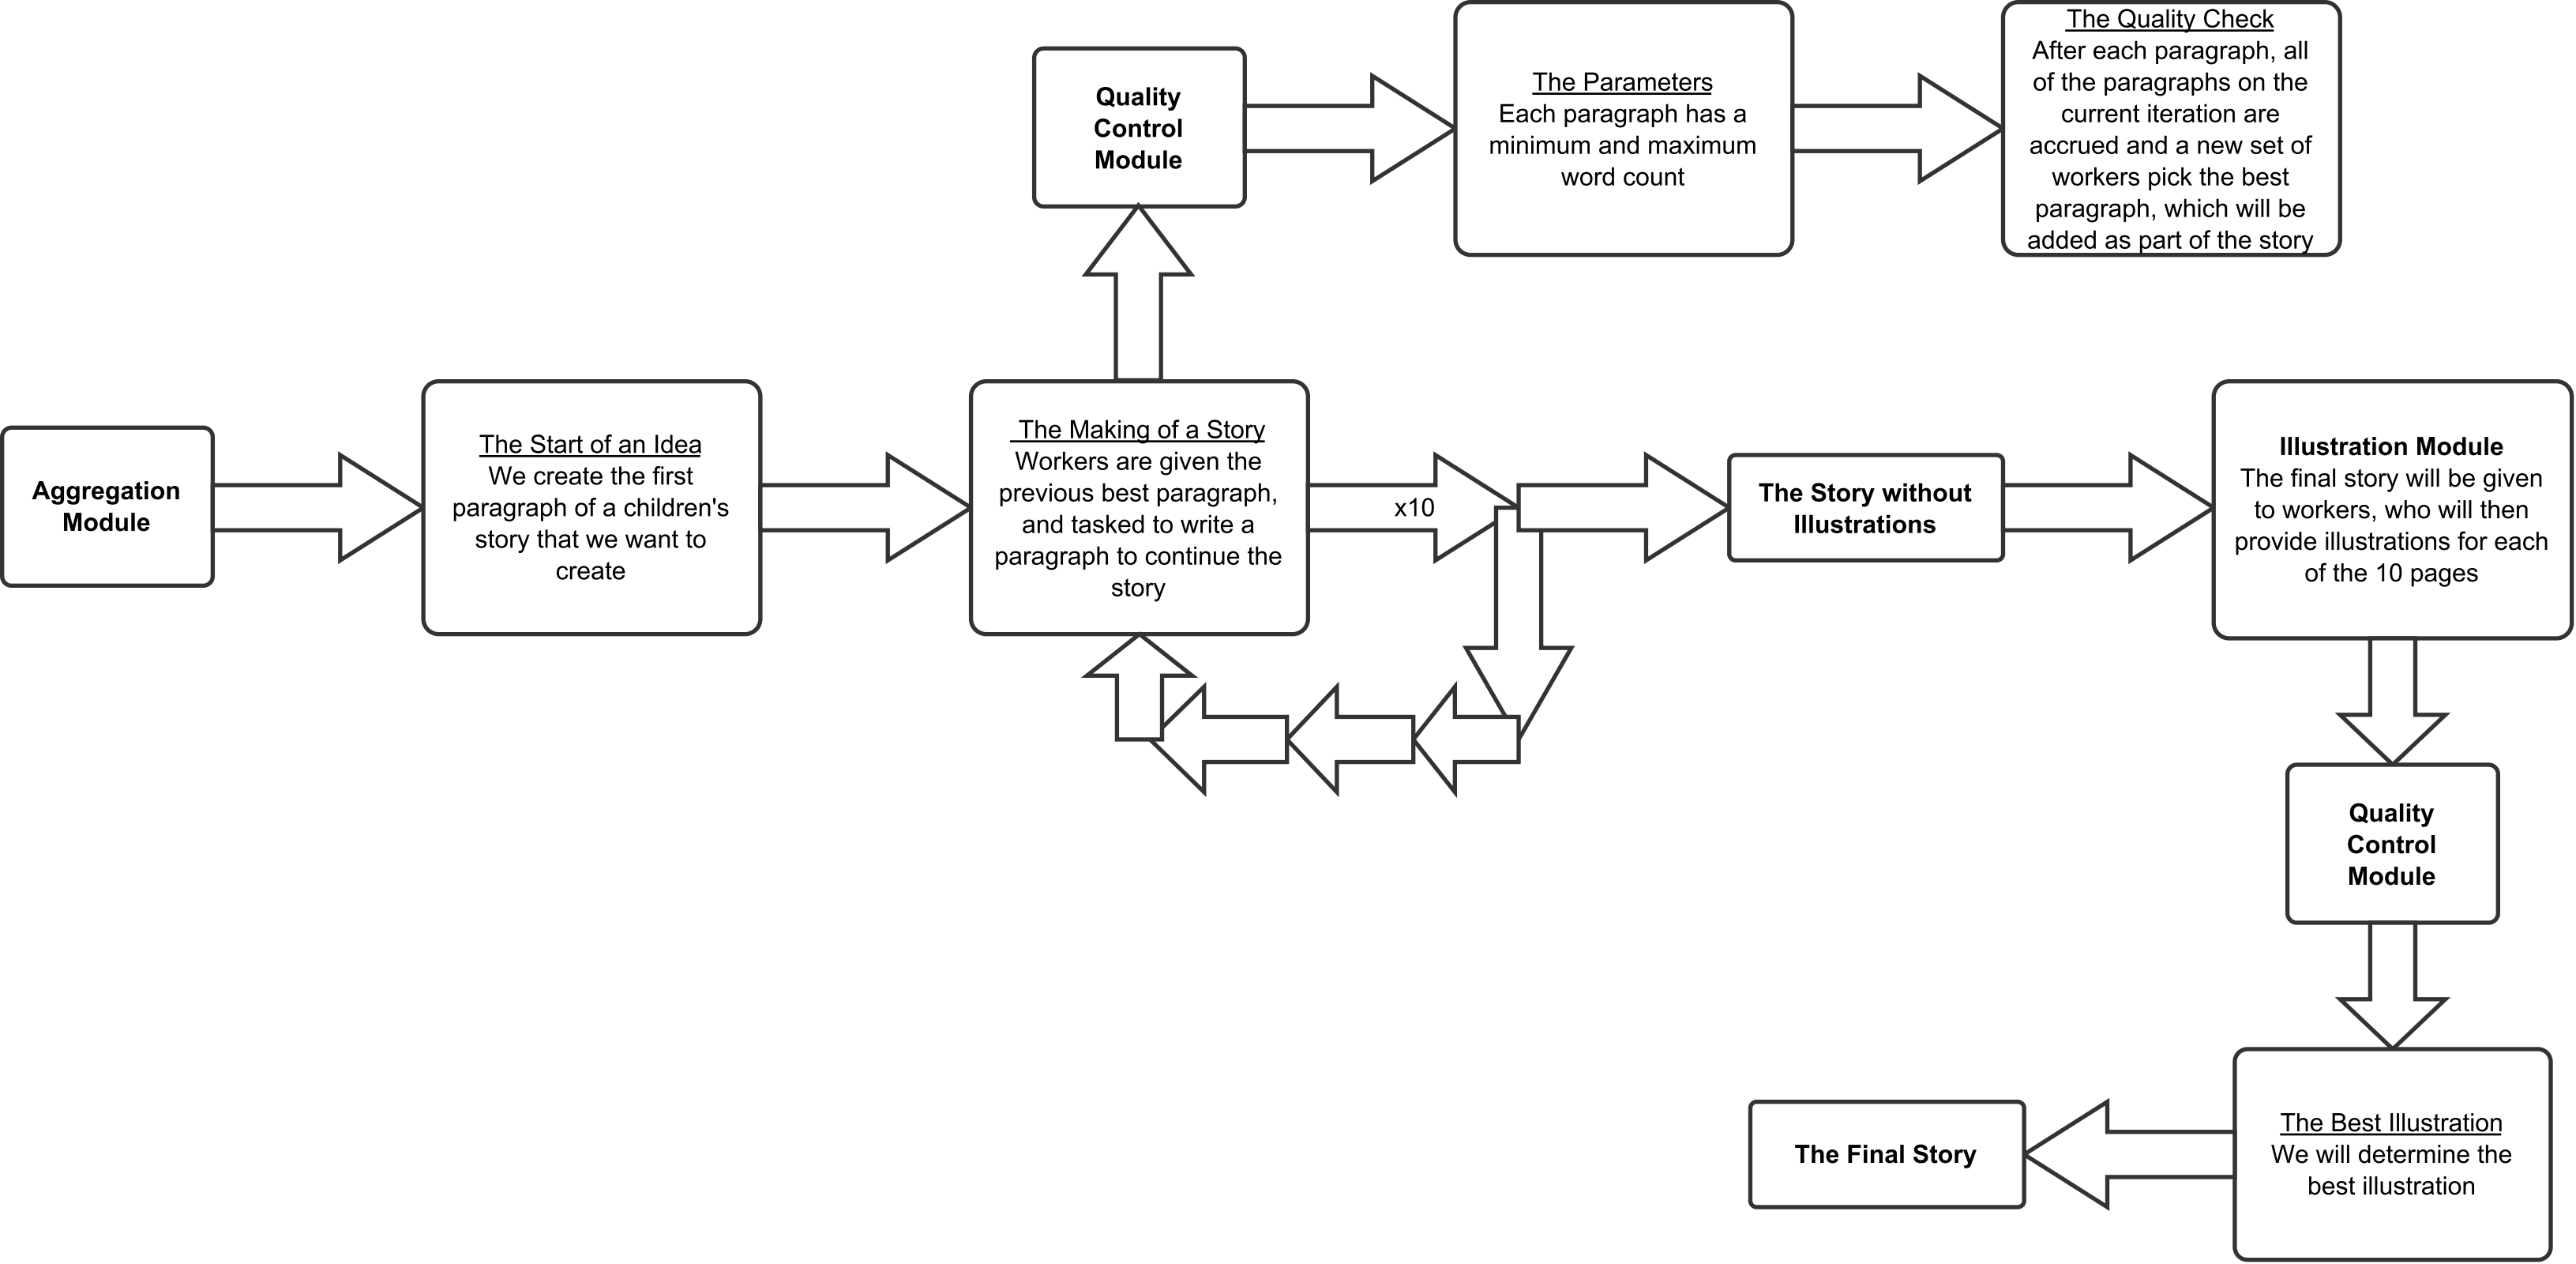 Quality
Control
Module
The Parameters
Each paragraph has a
minimum and maximum
word count
The Quality Check
After each paragraph, all
of the paragraphs on the
current iteration are
accrued and a new set of
workers pick the best
paragraph, which will be
added as part of the story
Aggregation
Module
The Start of an Idea
We create the first
paragraph of a children's
story that we want to
create
The Making of a Story
Workers are given the
previous best paragraph,
and tasked to write a
paragraph to continue the
story
x10
The Story without
Illustrations
Illustration Module
The final story will be given
to workers, who will then
provide illustrations for each
of the 10 pages
Quality
Control
Module
The Best Illustration
We will determine the
best illustration
The Final Story